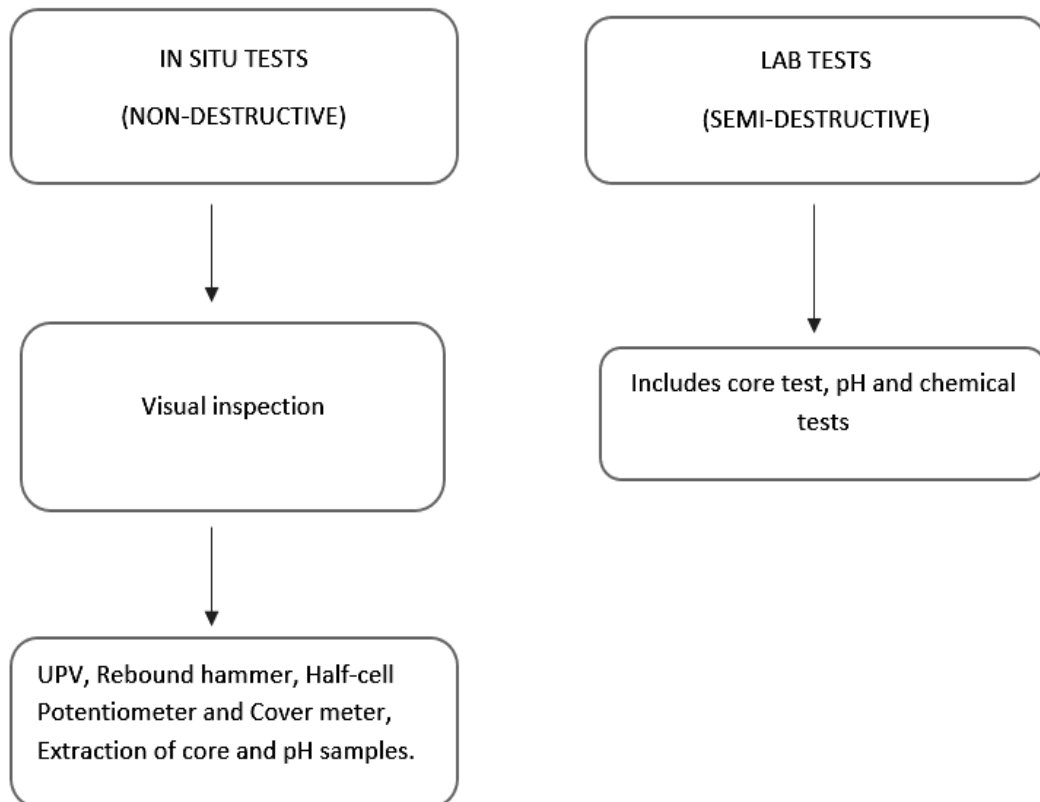 IN SITU TESTS
(NON-DESTRUCTIVE)
Visual inspection
UPV, Rebound hammer, Half-cell
Potentiometer and Cover meter,
Extraction of core and pH samples.
LAB TESTS
(SEMI-DESTRUCTIVE)
Includes core test, pH and chemical
tests